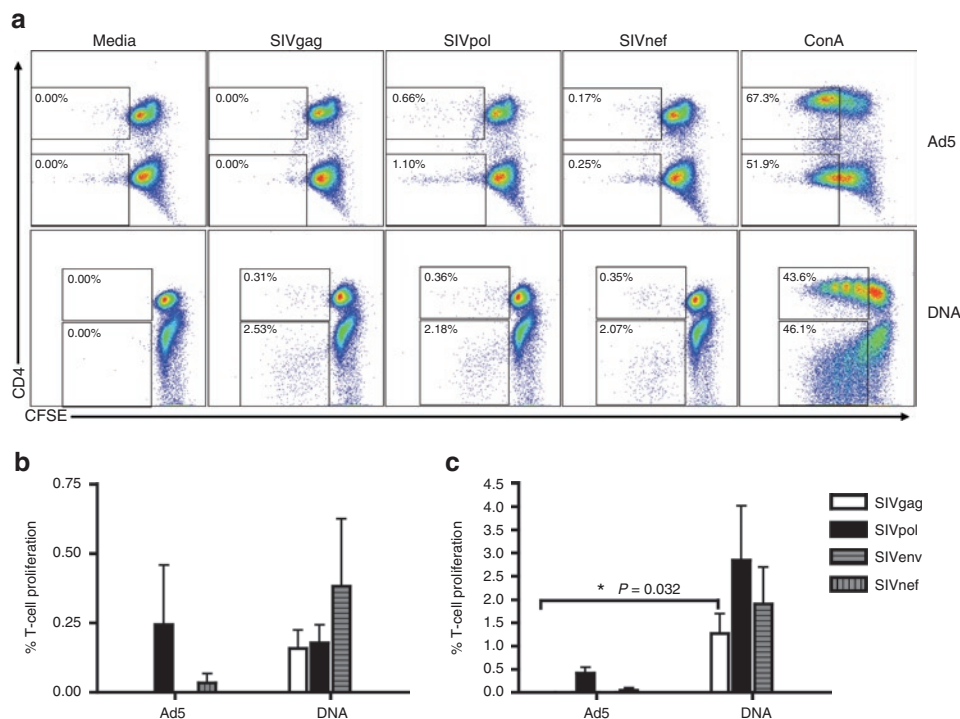 a
Media SIVgag SIVpol SIVnef ConA
0.00% 0.00% 0.66% 0.17% 67.3%
Ad5
0.00% 0.00% 1.10% 0.25% 51.9%
0.00% 0.31% 0.36% 0.35% 43.6%
DNA
0.00% 2.53% 2.18% 2.07% 46.1%
CD4
CFSE
b
% T-cell proliferation
0.75
0.50
0.25
0.00
Ad5 DNA
c
% T-cell proliferation
4.5
4.0
3.5
3.0
2.5
2.0
1.5
1.0
0.5
0.0
* P = 0.032
Ad5 DNA
SIVgag
SIVpol
SIVenv
SIVnef